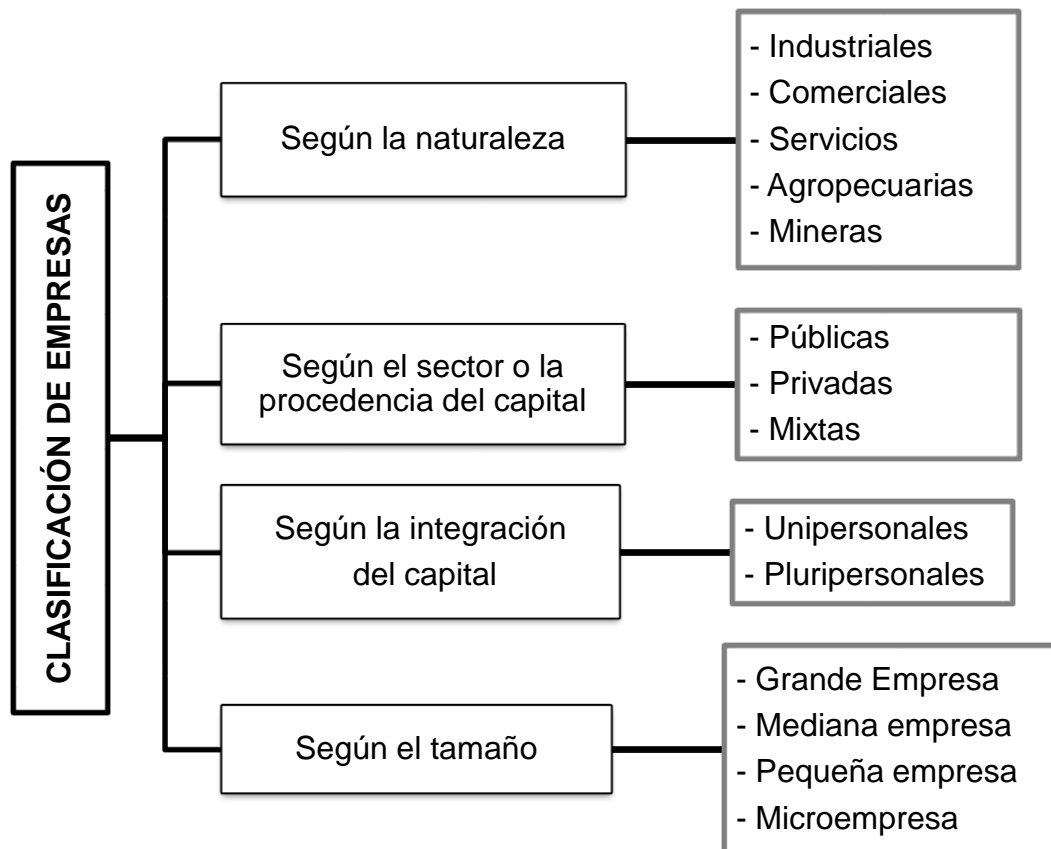 CLASIFICACIÓN DE EMPRESAS
Según la naturaleza
- Industriales
- Comerciales
- Servicios
- Agropecuarias
- Mineras
Según el sector o la
procedencia del capital
- Públicas
- Privadas
- Mixtas
Según la integración
del capital
- Unipersonales
- Pluripersonales
Según el tamaño
- Grande Empresa
- Mediana empresa
- Pequeña empresa
- Microempresa